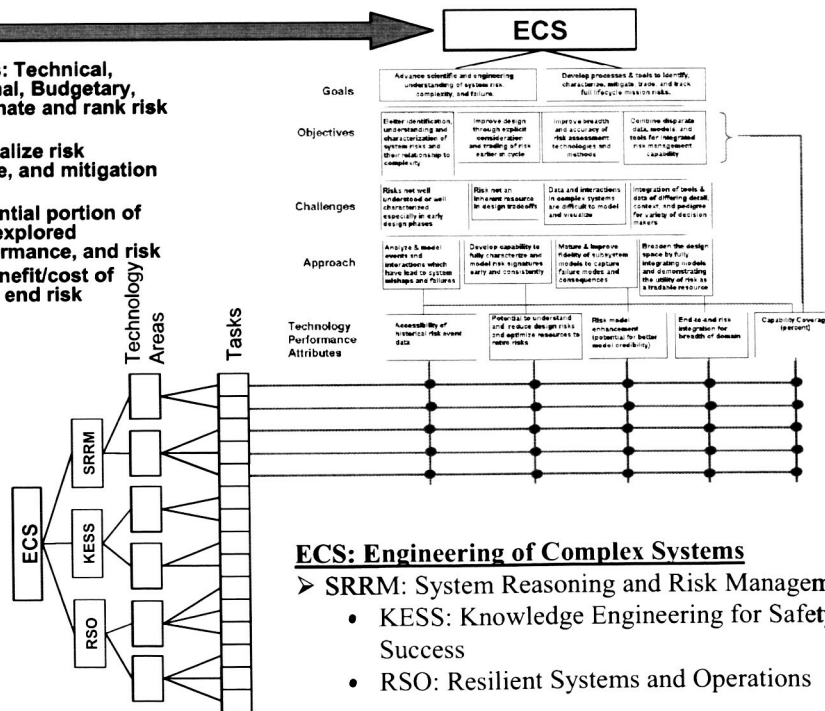 ECS
s: Technical,
nal, Budgetary,
nate and rank risk
alize risk
e, and mitigation
ntial portion of
explored
rmance, and risk
nefit/cost of
end risk
Goals
Advance scientific and engineering
understanding of system risk,
complexity, and failure.
Develop processes & tools to identify,
characterize, mitigate, trade, and track
full lifecycle mission risks.
Objectives
Better identification,
understanding and
characterization of
system risks and
their relationship to
complexity
Improve design
through explicit
consideration
and trading of risk
earlier in cycle
Improve breadth
and accuracy of
risk assessment
technologies and
methods
Combine disparate
data, models, and
tools for integrated
risk management
capability
Challenges
Risks not well
understood or well
characterized
especially in early
design phases
Risk not an
inherent resource
in design tradeoffs
Data and interactions
in complex systems
are difficult to model
and visualize
Integration of tools &
data of differing detail,
context, and pedigree
for variety of decision
makers
Approach
Analyze & model
events and
interactions which
have lead to system
mishaps and failures
Develop capability to
fully characterize and
model risk signatures
early and consistently
Mature & improve
fidelity of subsystem
models to capture
failure modes and
consequences
Broaden the design
space by fully
integrating models
and demonstrating
the utility of risk as
a tradable resource
Technology
Performance
Attributes
Accessibility of
historical risk event
data
Potential to understand
and reduce design risks
and optimize resources to
retire risks
Risk model
enhancement
(potential for better
model credibility)
End-to-end risk
integration for
breadth of domain
Capability Coverage
(percent)
Technology
Areas
Tasks
ECS
SRRM
KESS
RSO
ECS: Engineering of Complex Systems
➢ SRRM: System Reasoning and Risk Managem
• KESS: Knowledge Engineering for Safety
Success
• RSO: Resilient Systems and Operations